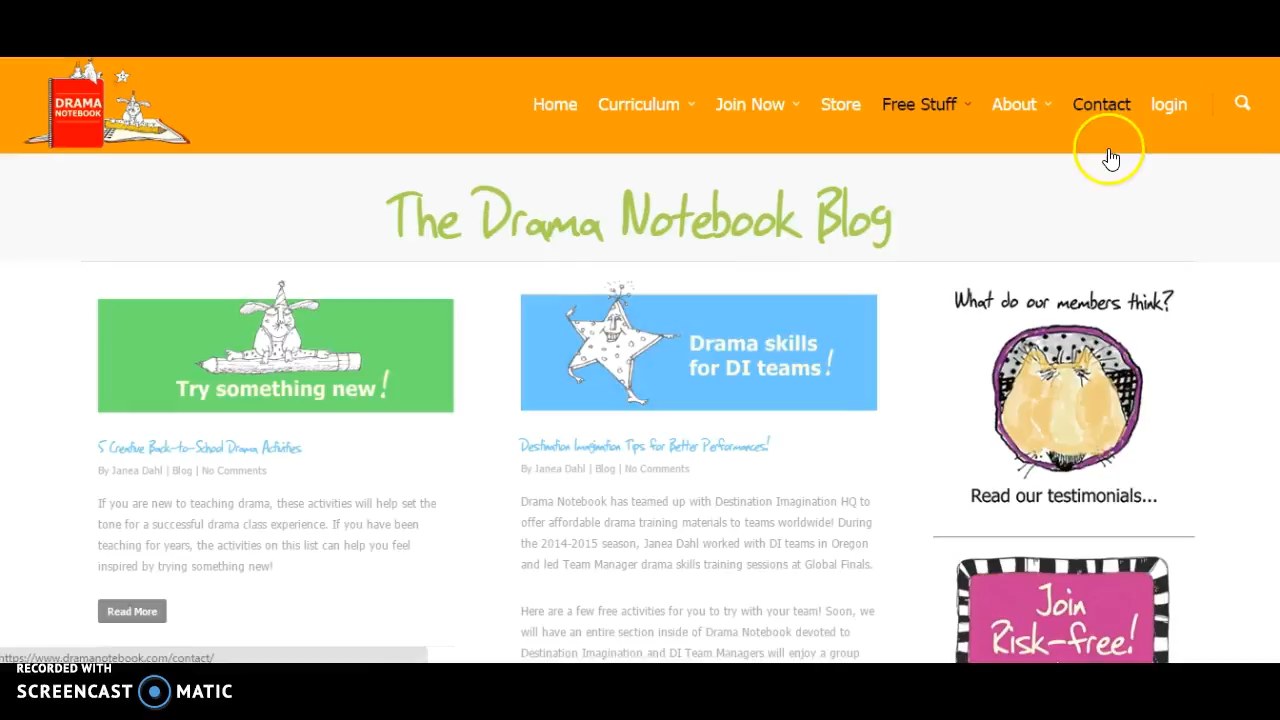 DRAMA
NOTEBOOK
Home Curriculum Join Now Store Free Stuff About Contact login
The Drama Notebook Blog
Try something new!
5 Creative Back-to-School Drama Activities
By Janea Dahl | Blog | No Comments
If you are new to teaching drama, these activities will help set the
tone for a successful drama class experience. If you have been
teaching for years, the activities on this list can help you feel
inspired by trying something new!
Read More
Drama skills
for DI teams!
Destination Imagination Tips for Better Performances!
By Janea Dahl | Blog | No Comments
Drama Notebook has teamed up with Destination Imagination HQ to
offer affordable drama training materials to teams worldwide! During
the 2014-2015 season, Janea Dahl worked with DI teams in Oregon
and led Team Manager drama skills training sessions at Global Finals.
Here are a few free activities for you to try with your team! Soon, we
will have an entire section inside of Drama Notebook devoted to
Destination Imagination and DI Team Managers will enjoy a group
What do our members think?
Read our testimonials...
Join
Risk-free!
https://www.dramanotebook.com/contact/
RECORDED WITH
SCREENCAST MATIC